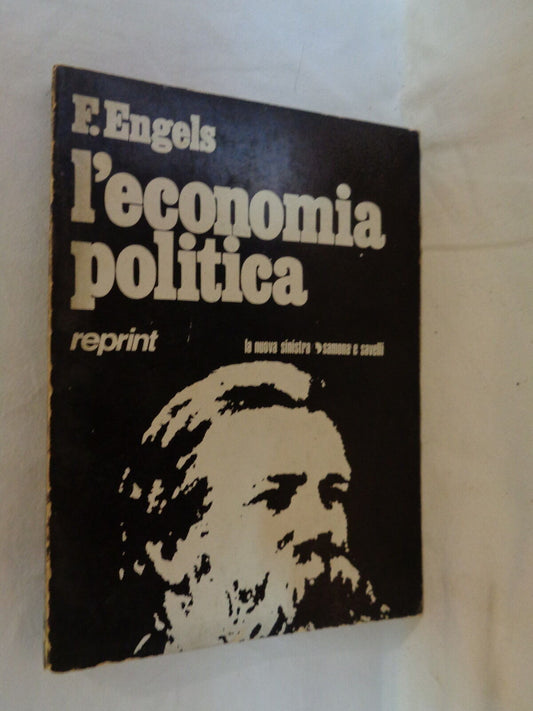 F. Engels
l'economia
politica
reprint
la nuova sinistra samonà e savelli